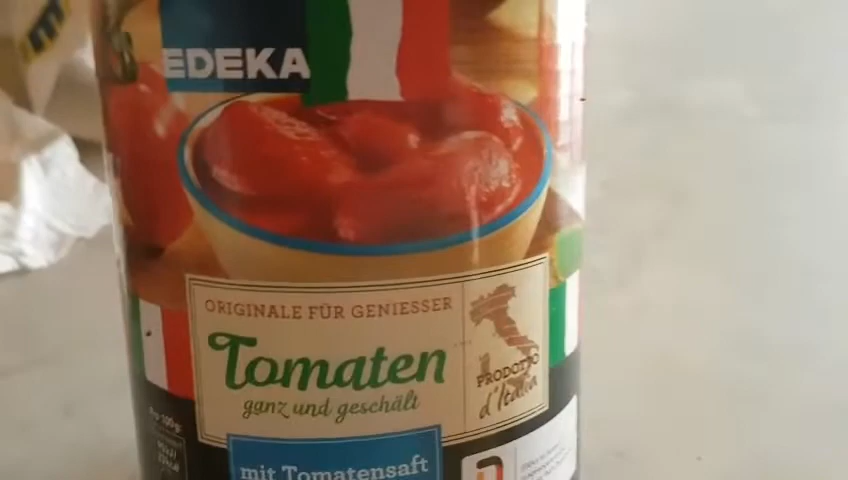 EDEKA
ORIGINALE FÜR GENIESSER
Tomaten
ganz und geschält
PRODOTTO
d'Italia
mit Tomatensaft